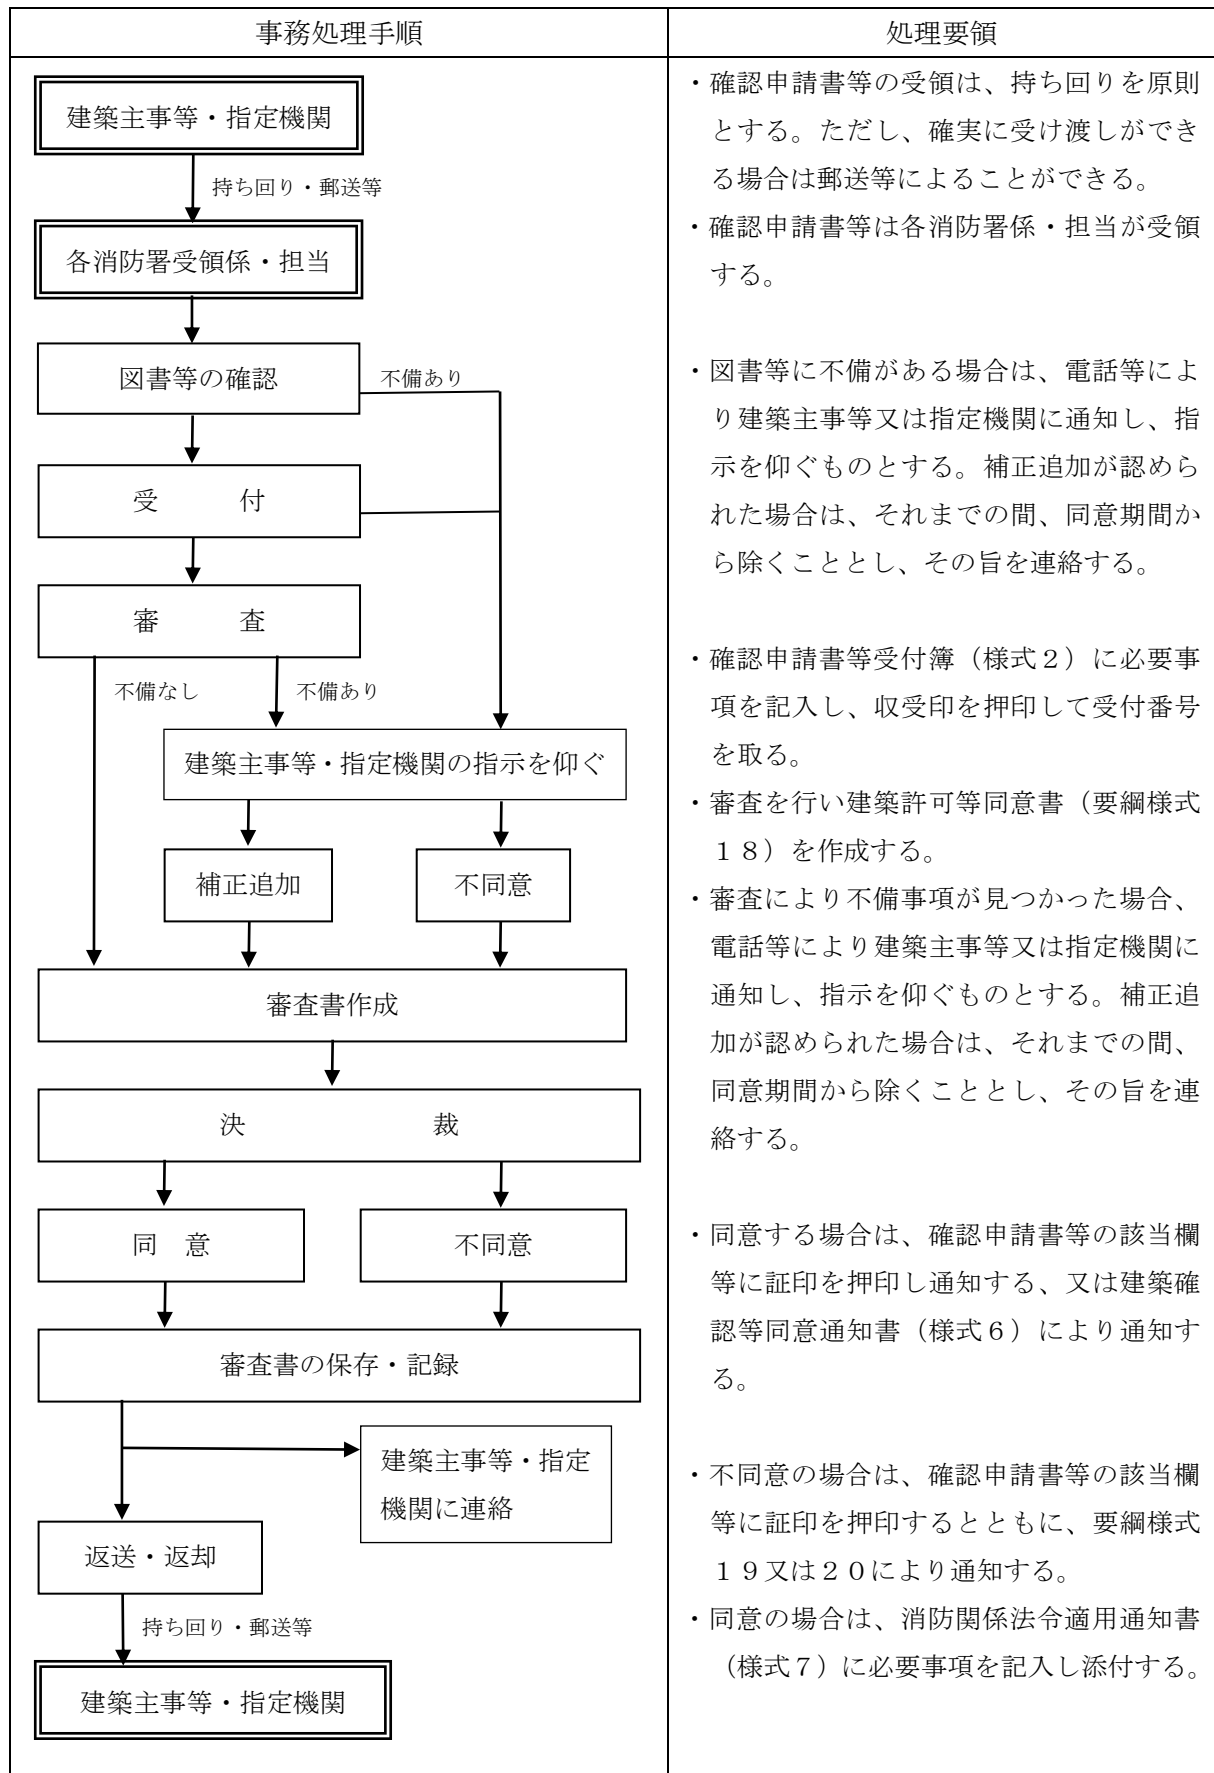 事務処理手順
処理要領
建築主事等・指定機関
持ち回り・郵送等
各消防署受領係・担当
図書等の確認
不備あり
受　　　付
審　　　査
不備なし
不備あり
建築主事等・指定機関の指示を仰ぐ
補正追加
不同意
審査書作成
決　　　　　　　裁
同　意
不同意
審査書の保存・記録
建築主事等・指定
機関に連絡
返送・返却
持ち回り・郵送等
建築主事等・指定機関
・確認申請書等の受領は、持ち回りを原則
とする。ただし、確実に受け渡しができ
る場合は郵送等によることができる。
・確認申請書等は各消防署係・担当が受領
する。
・図書等に不備がある場合は、電話等によ
り建築主事等又は指定機関に通知し、指
示を仰ぐものとする。補正追加が認めら
れた場合は、それまでの間、同意期間か
ら除くこととし、その旨を連絡する。
・確認申請書等受付簿（様式２）に必要事
項を記入し、収受印を押印して受付番号
を取る。
・審査を行い建築許可等同意書（要綱様式
１８）を作成する。
・審査により不備事項が見つかった場合、
電話等により建築主事等又は指定機関に
通知し、指示を仰ぐものとする。補正追
加が認められた場合は、それまでの間、
同意期間から除くこととし、その旨を連
絡する。
・同意する場合は、確認申請書等の該当欄
等に証印を押印し通知する、又は建築確
認等同意通知書（様式６）により通知す
る。
・不同意の場合は、確認申請書等の該当欄
等に証印を押印するとともに、要綱様式
１９又は２０により通知する。
・同意の場合は、消防関係法令適用通知書
（様式７）に必要事項を記入し添付する。